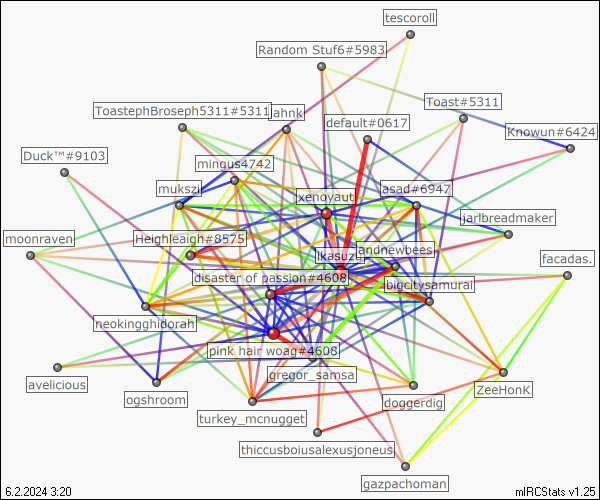 tescoroll
Random Stuf6#5983
ToastephBroseph5311#5311
jahnk
Toast#5311
default#0617
Knowun#6424
Duck™#9103
mingus4742
mukszi
xenoyaut
asad#6947
jarlbreadmaker
moonraven
Heighleigh#8575
likasuzu
andnewbees
facadas.
disaster of passion#4608
bigcitysamurai
neokingghidorah
pink hair woag#4608
gregor_samsa
avelicious
ogshroom
doggerdig
ZeeHonK
turkey_mcnugget
thiccusboiusalexusjoneus
gazpachoman
6.2.2024 3:20
mIRCStats v1.25